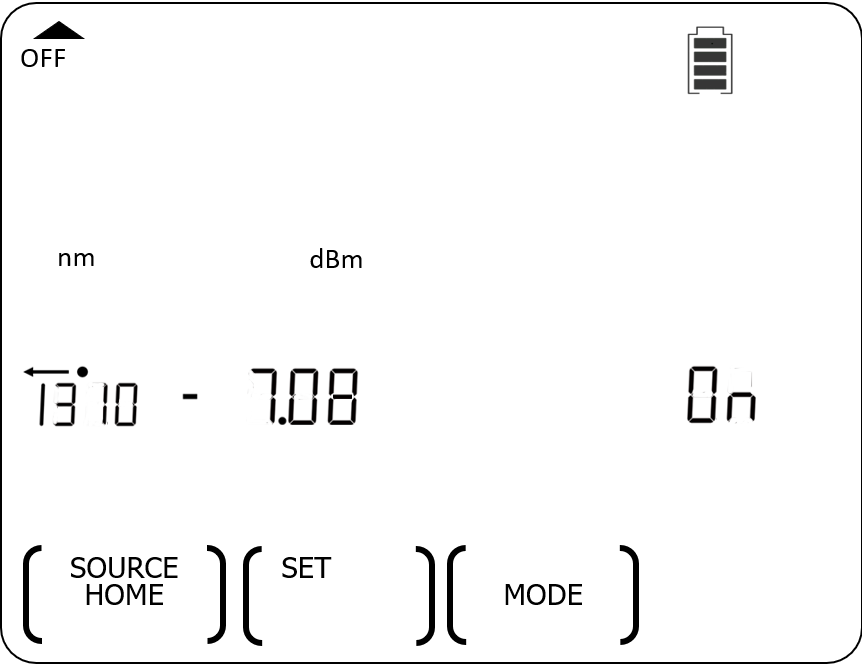 OFF
nm dBm
1310 - 7.08 On
SOURCE SET
HOME MODE